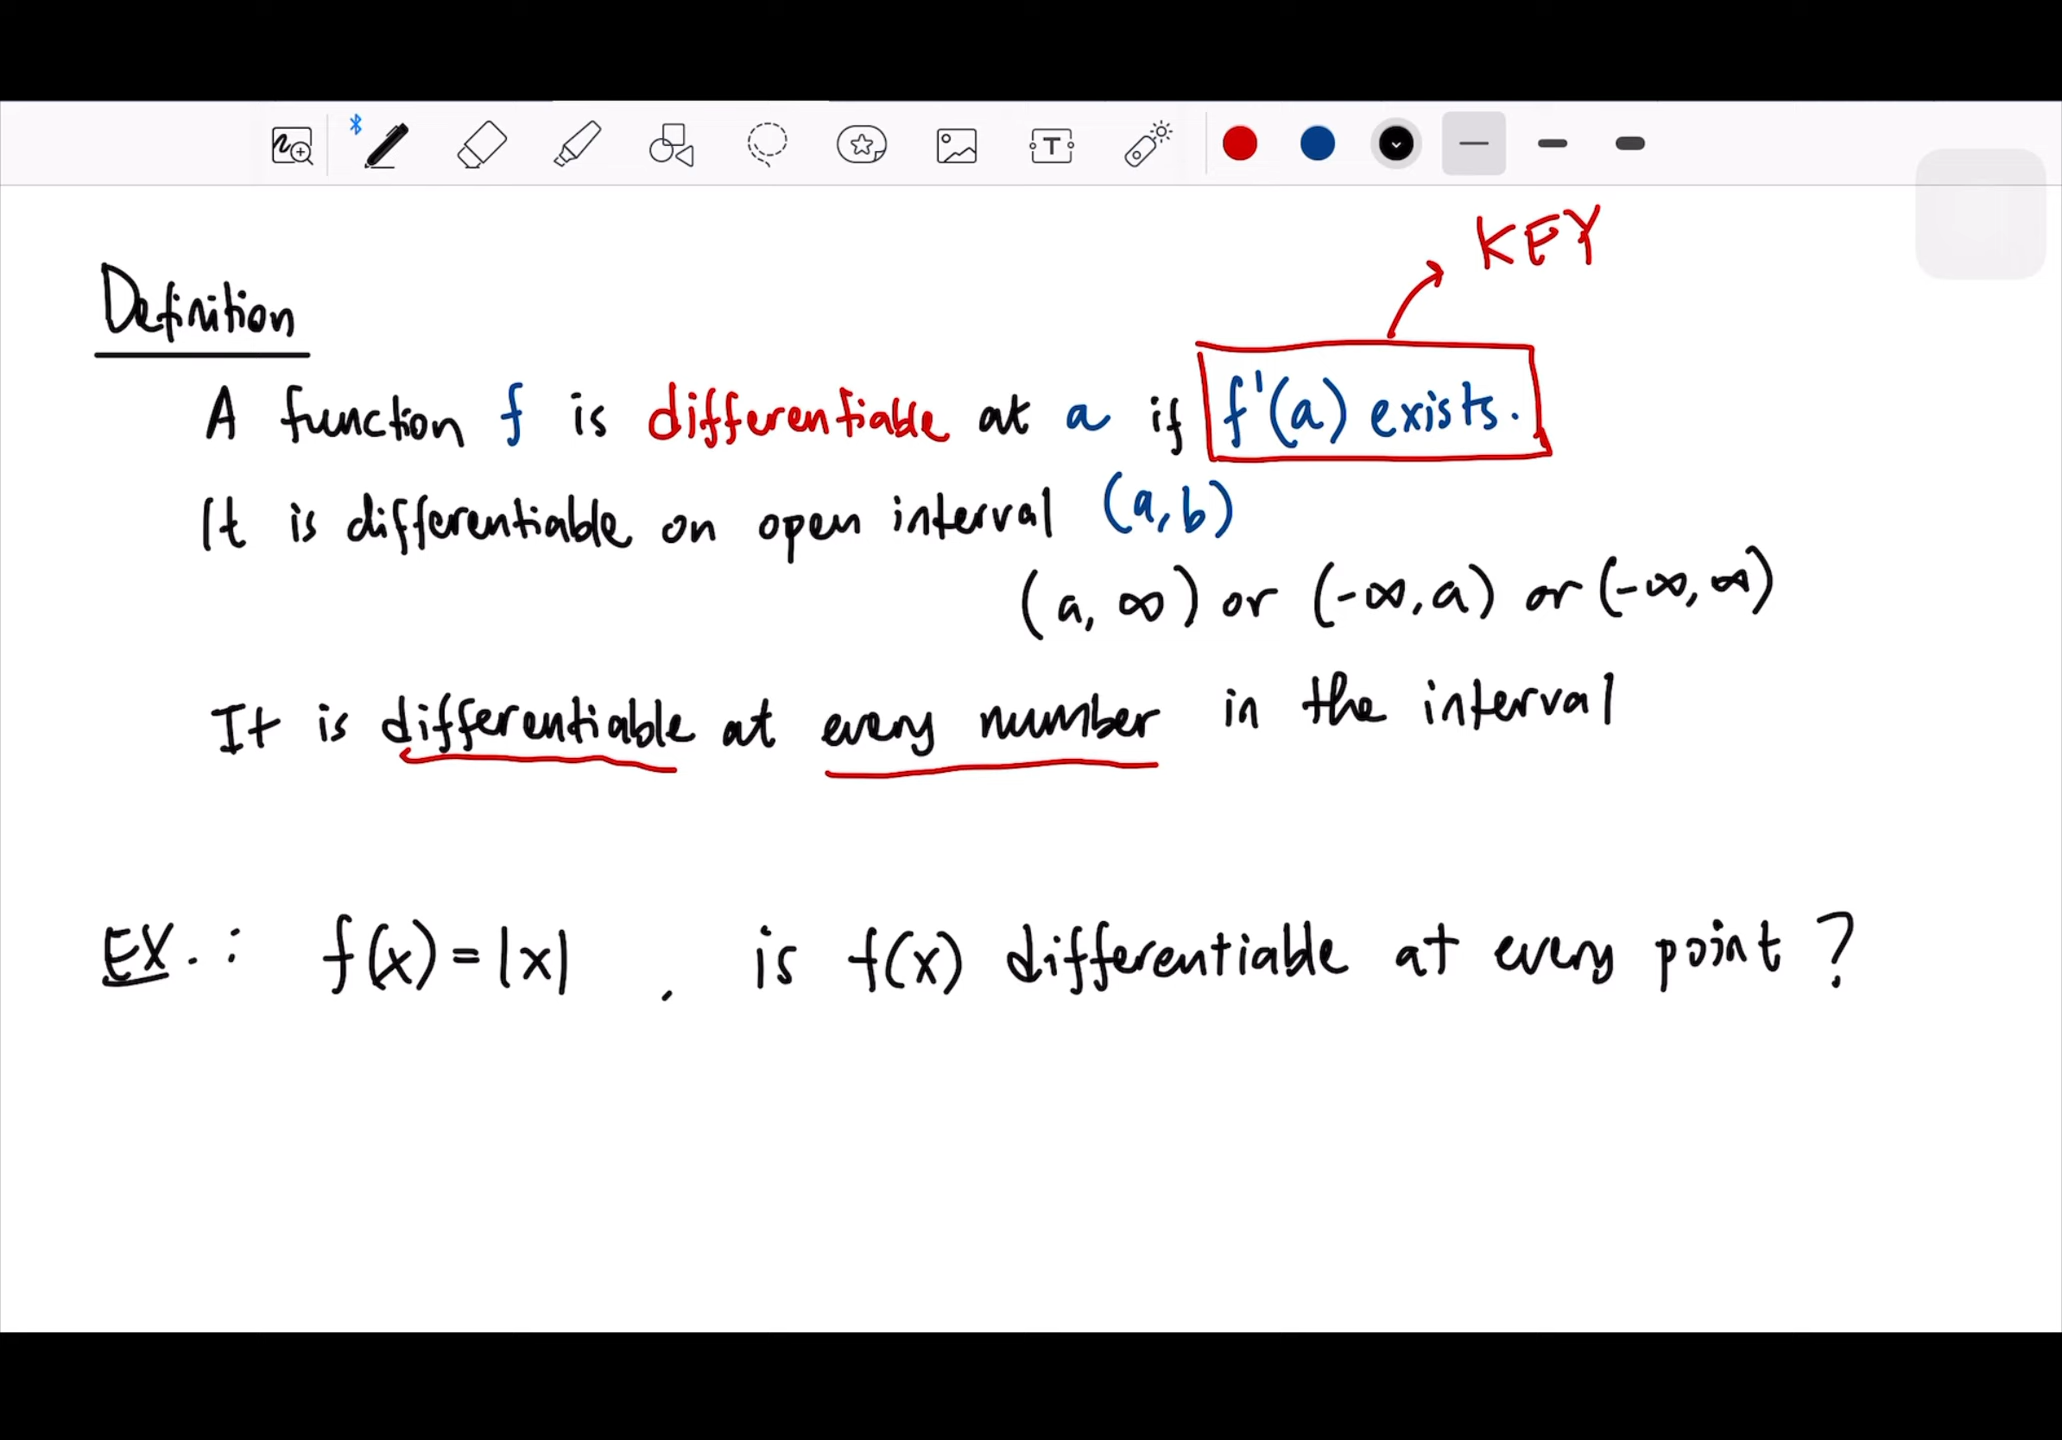 KEY
Definition
A function f is differentiable at a if f'(a) exists.
It is differentiable on open interval (a,b)
(a, ∞) or (-∞, a) or (-∞, ∞)
It is differentiable at every number in the interval
EX. : f(x) = |x| , is f(x) differentiable at every point ?